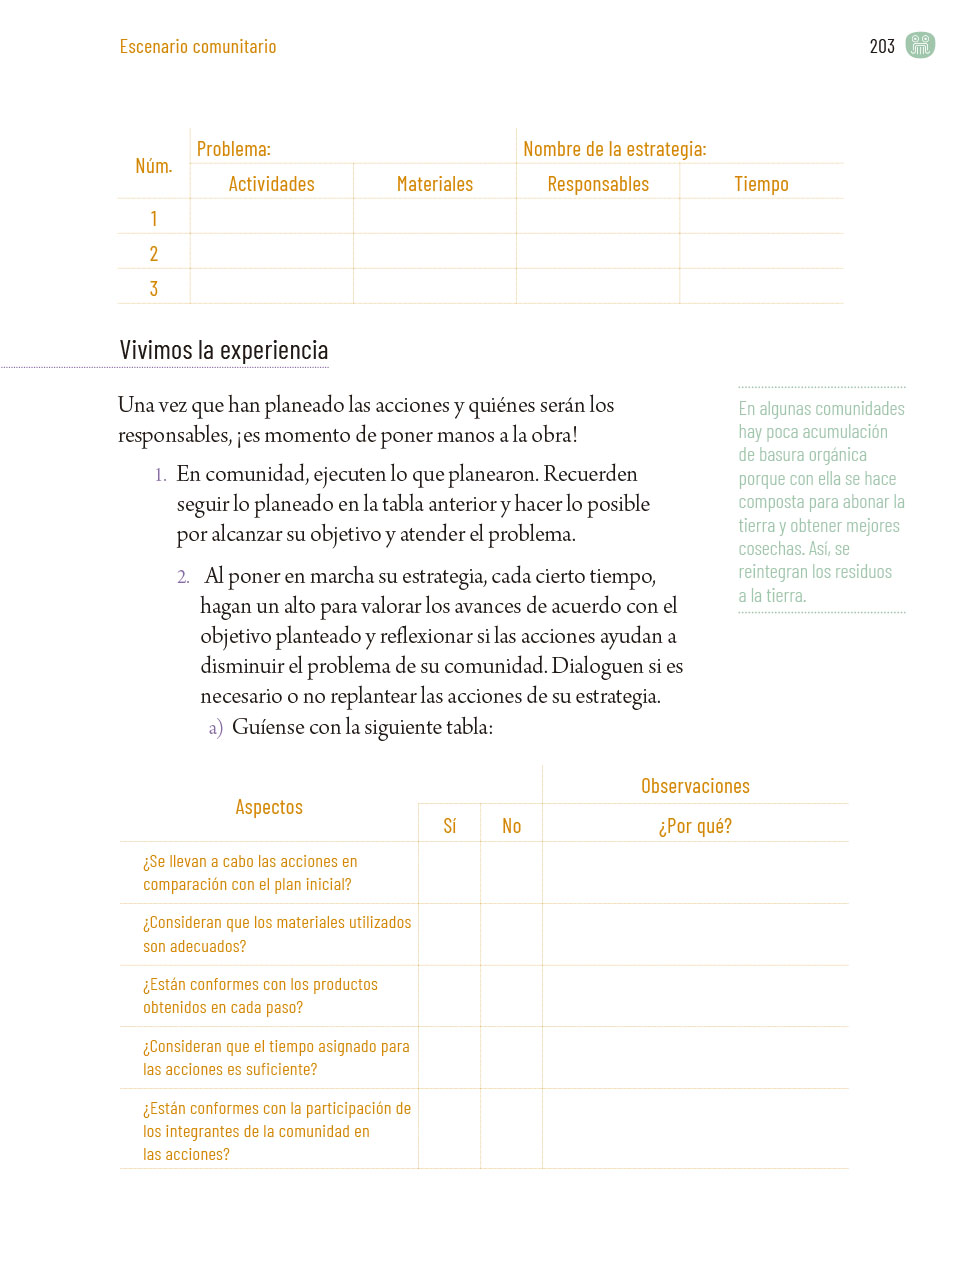 Escenario comunitario
203
Núm.
Problema:
Nombre de la estrategia:
Actividades
Materiales
Responsables
Tiempo
1
2
3
Vivimos la experiencia
Una vez que han planeado las acciones y quiénes serán los
responsables, ¡es momento de poner manos a la obra!
1. En comunidad, ejecuten lo que planearon. Recuerden
seguir lo planeado en la tabla anterior y hacer lo posible
por alcanzar su objetivo y atender el problema.
2. Al poner en marcha su estrategia, cada cierto tiempo,
hagan un alto para valorar los avances de acuerdo con el
objetivo planteado y reflexionar si las acciones ayudan a
disminuir el problema de su comunidad. Dialoguen si es
necesario o no replantear las acciones de su estrategia.
a) Guíense con la siguiente tabla:
En algunas comunidades
hay poca acumulación
de basura orgánica
porque con ella se hace
composta para abonar la
tierra y obtener mejores
cosechas. Así, se
reintegran los residuos
a la tierra.
Aspectos
Observaciones
Sí
No
¿Por qué?
¿Se llevan a cabo las acciones en
comparación con el plan inicial?
¿Consideran que los materiales utilizados
son adecuados?
¿Están conformes con los productos
obtenidos en cada paso?
¿Consideran que el tiempo asignado para
las acciones es suficiente?
¿Están conformes con la participación de
los integrantes de la comunidad en
las acciones?